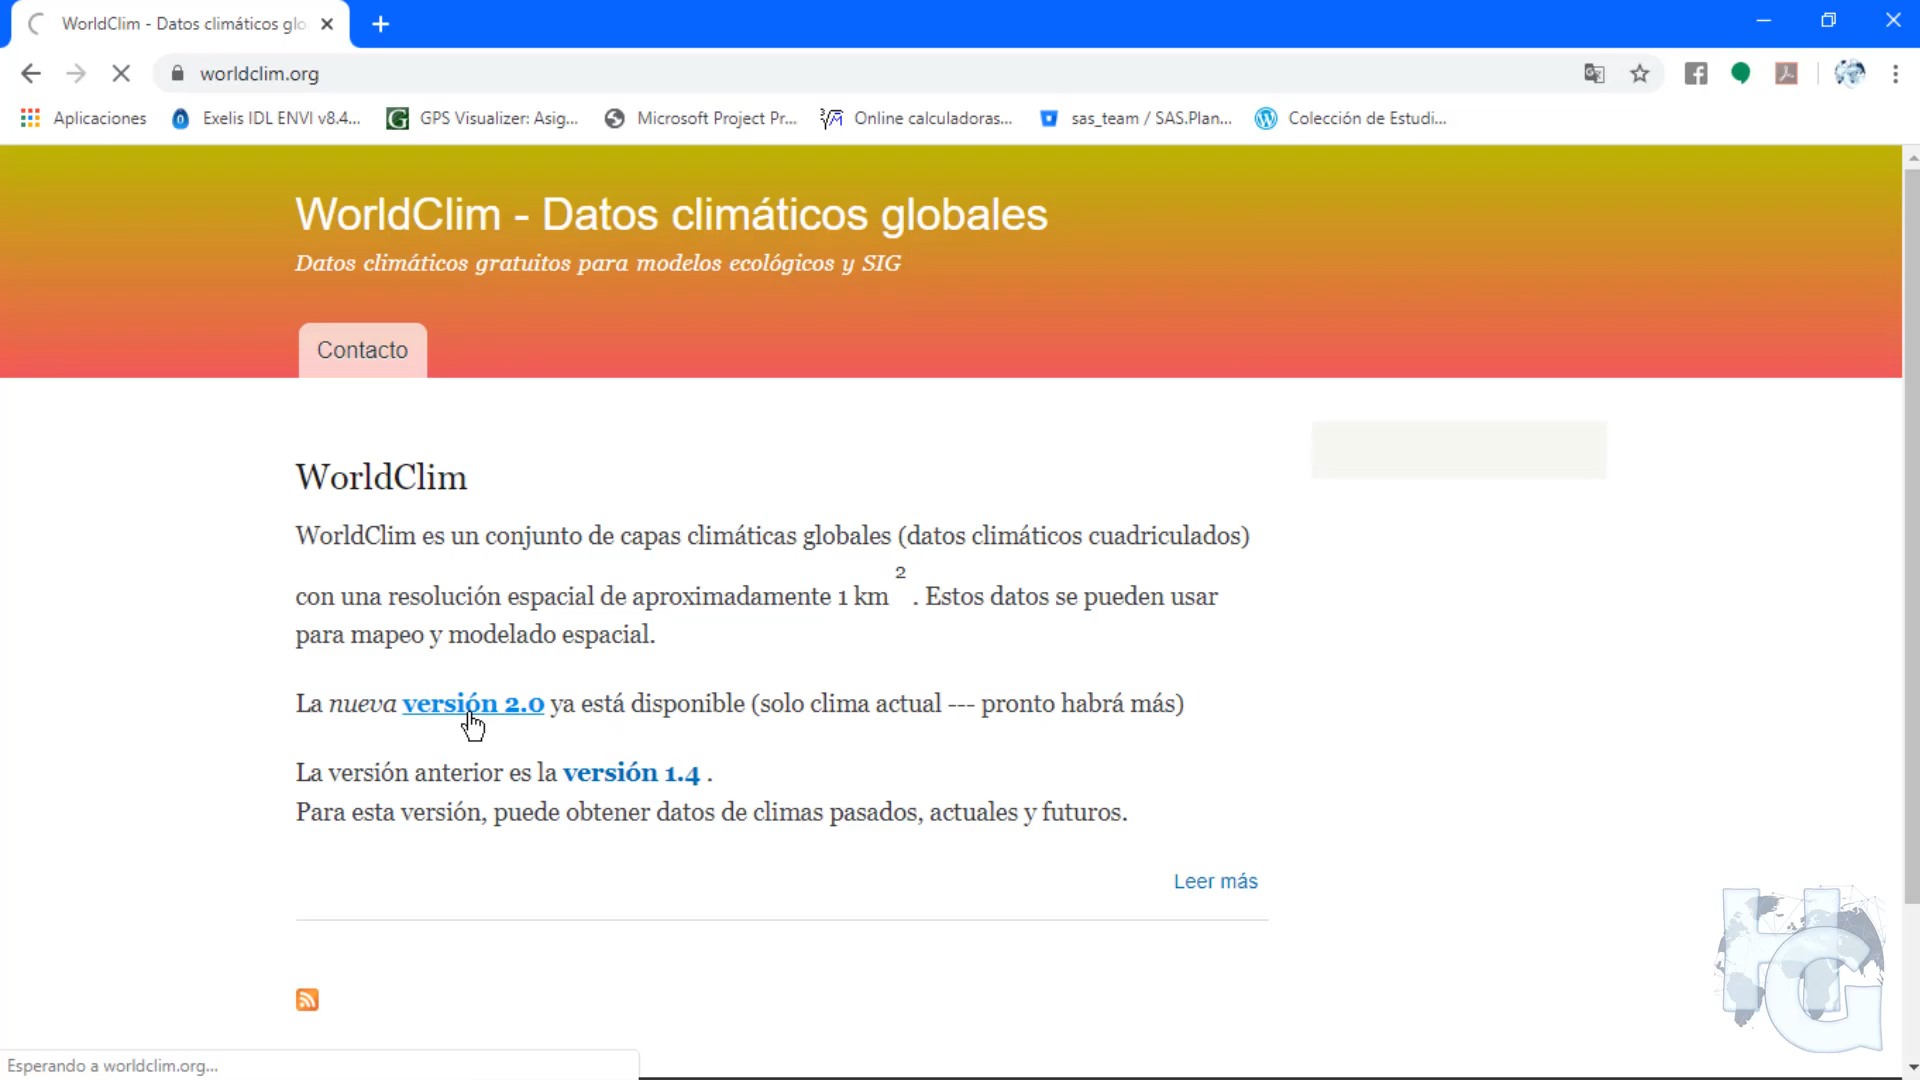 WorldClim - Datos climáticos glo
worldclim.org
Aplicaciones
Exelis IDL ENVI v8.4...
GPS Visualizer: Asig...
Microsoft Project Pr...
Online calculadoras...
sas_team / SAS.Plan...
Colección de Estudi...
WorldClim - Datos climáticos globales
Datos climáticos gratuitos para modelos ecológicos y SIG
Contacto
WorldClim
WorldClim es un conjunto de capas climáticas globales (datos climáticos cuadriculados)
con una resolución espacial de aproximadamente 1 km 2 . Estos datos se pueden usar
para mapeo y modelado espacial.
La nueva versión 2.0 ya está disponible (solo clima actual --- pronto habrá más)
La versión anterior es la versión 1.4 .
Para esta versión, puede obtener datos de climas pasados, actuales y futuros.
Leer más
HG
Esperando a worldclim.org...